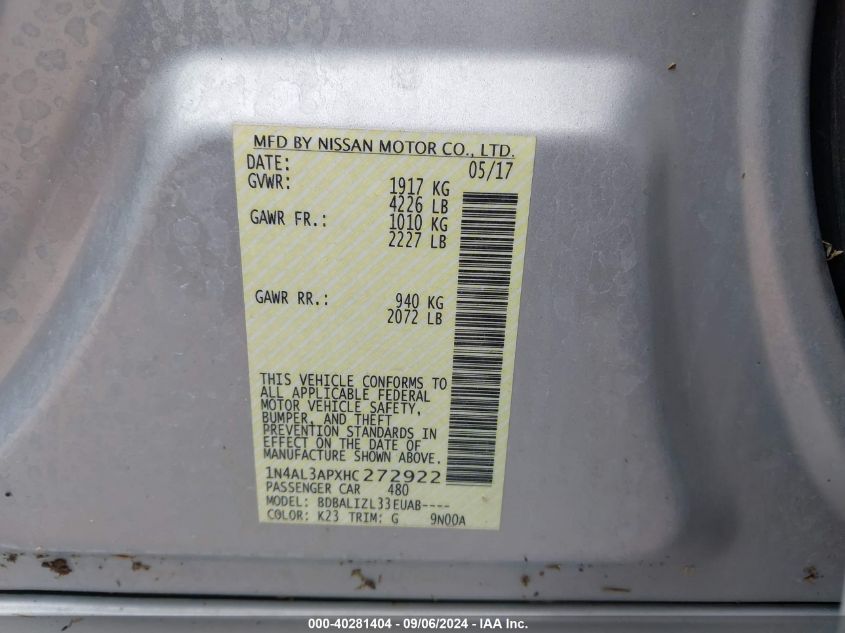 MFD BY NISSAN MOTOR CO., LTD.
DATE: 05/17
GVWR: 1917 KG
4226 LB
GAWR FR.: 1010 KG
2227 LB
GAWR RR.: 940 KG
2072 LB
THIS VEHICLE CONFORMS TO
ALL APPLICABLE FEDERAL
MOTOR VEHICLE SAFETY,
BUMPER, AND THEFT
PREVENTION STANDARDS IN
EFFECT ON THE DATE OF
MANUFACTURE SHOWN ABOVE.
1N4AL3APXHC272922
PASSENGER CAR 480
MODEL: BDBALIZL33EUAB----
COLOR: K23 TRIM: G 9N00A
000-40281404 - 09/06/2024 - IAA Inc.